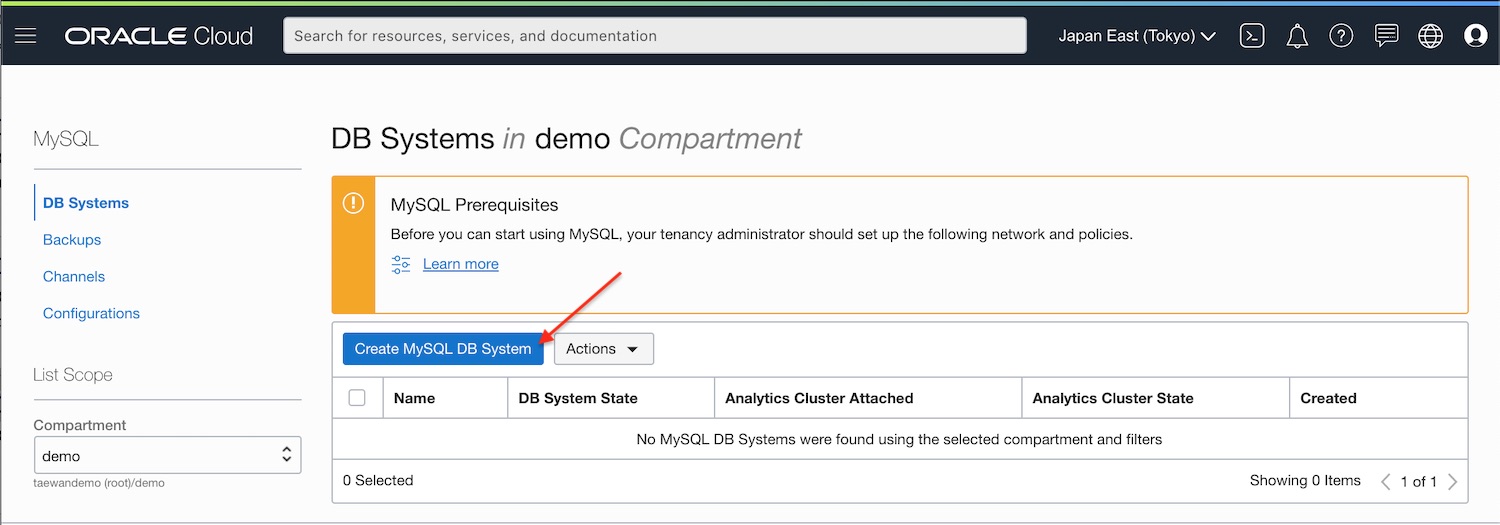 ORACLE Cloud
Search for resources, services, and documentation
Japan East (Tokyo)
MySQL
DB Systems
Backups
Channels
Configurations
List Scope
Compartment
demo
taewandemo (root)/demo
DB Systems in demo Compartment
MySQL Prerequisites
Before you can start using MySQL, your tenancy administrator should set up the following network and policies.
Learn more
Create MySQL DB System
Actions
Name DB System State Analytics Cluster Attached Analytics Cluster State Created
No MySQL DB Systems were found using the selected compartment and filters
0 Selected Showing 0 Items 1 of 1